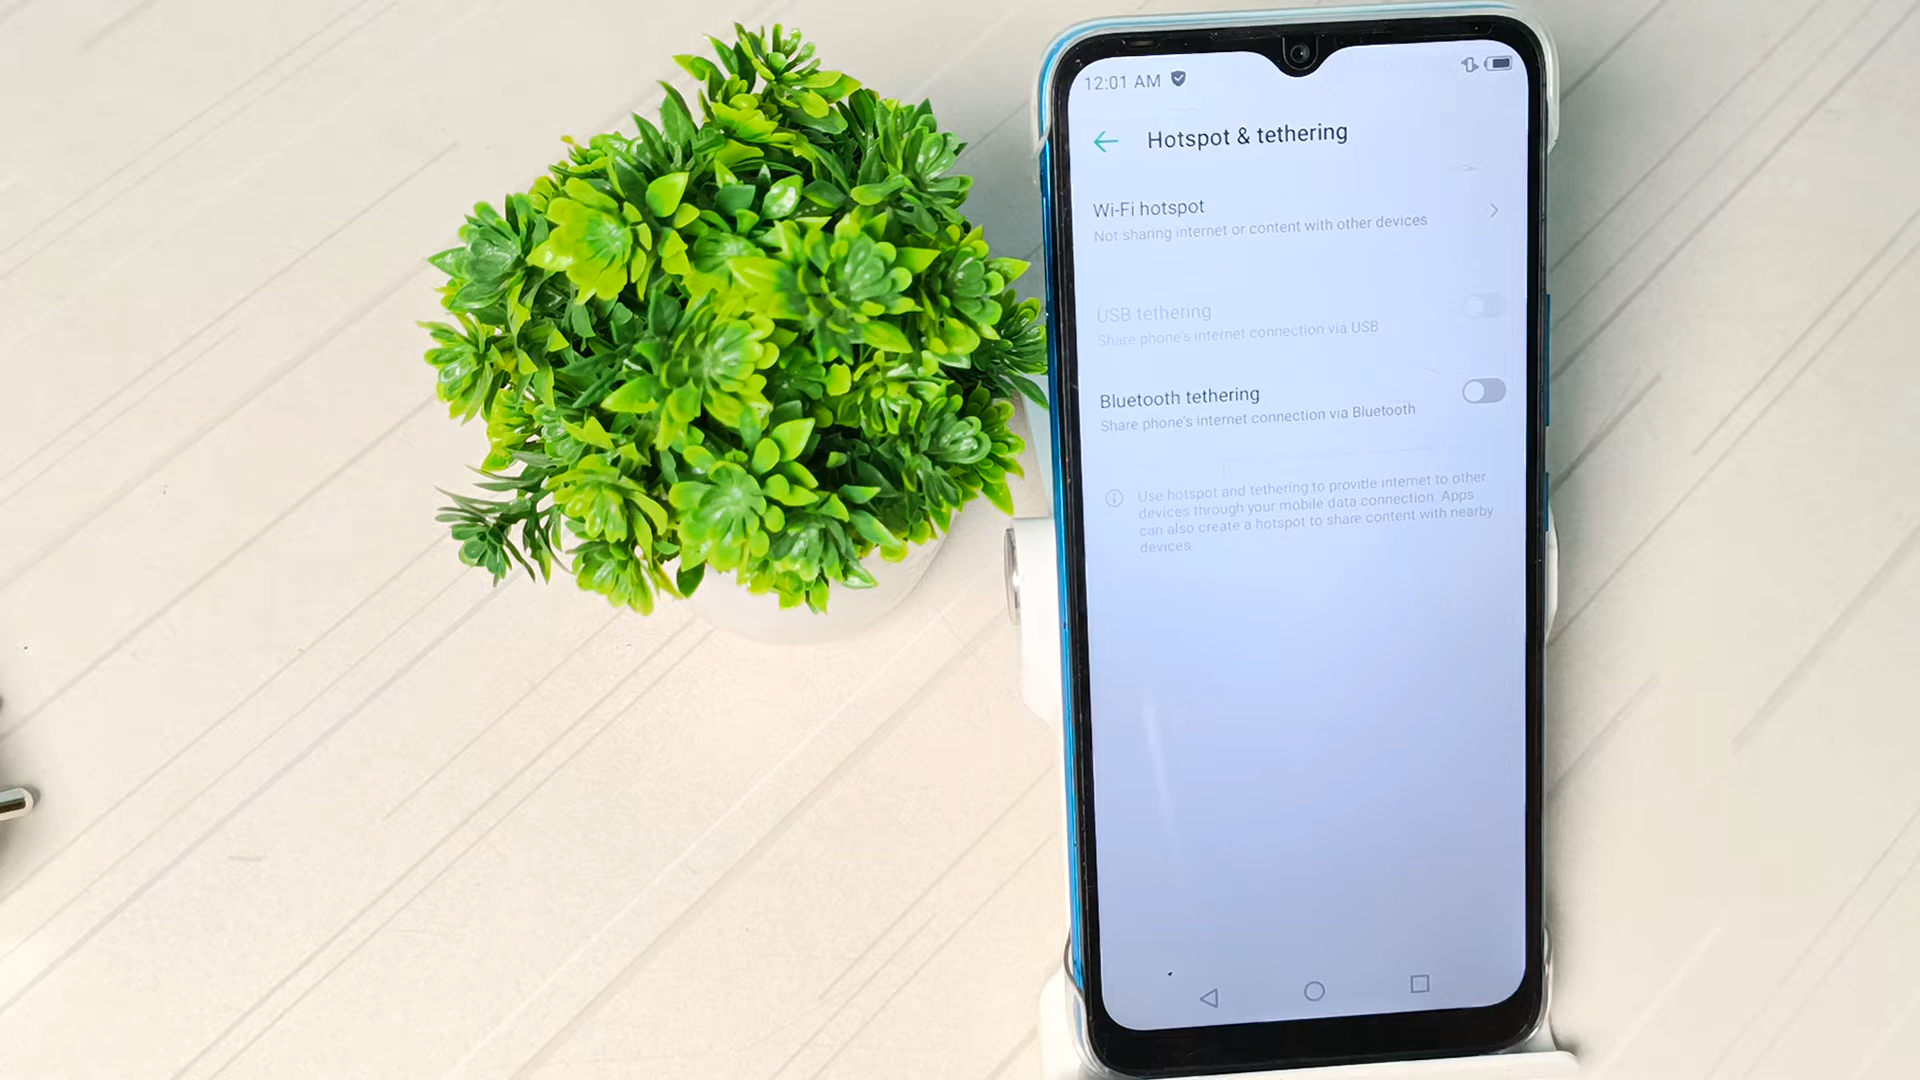 12:01 AM
Hotspot & tethering
Wi-Fi hotspot
Not sharing internet or content with other devices
USB tethering
Share phone's internet connection via USB
Bluetooth tethering
Share phone's internet connection via Bluetooth
Use hotspot and tethering to provide internet to other
devices through your mobile data connection. Apps
can also create a hotspot to share content with nearby
devices.